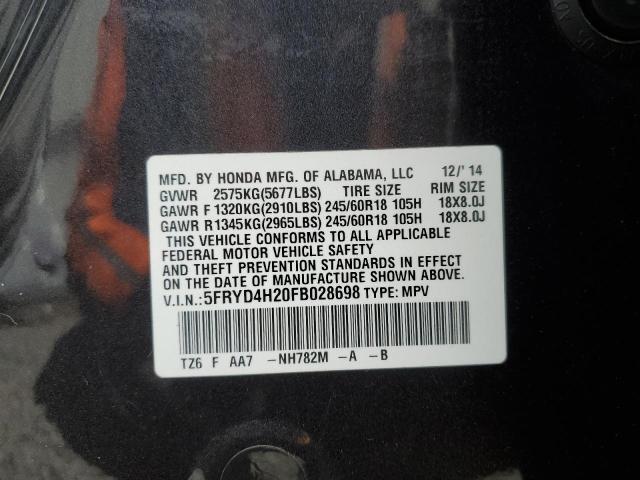 MFD. BY HONDA MFG. OF ALABAMA, LLC 12/'14
GVWR 2575KG(5677LBS) TIRE SIZE RIM SIZE
GAWR F 1320KG(2910LBS) 245/60R18 105H 18X8.0J
GAWR R1345KG(2965LBS) 245/60R18 105H 18X8.0J
THIS VEHICLE CONFORMS TO ALL APPLICABLE
FEDERAL MOTOR VEHICLE SAFETY
AND THEFT PREVENTION STANDARDS IN EFFECT
ON THE DATE OF MANUFACTURE SHOWN ABOVE.
V.I.N.:5FRYD4H20FB028698 TYPE: MPV
TZ6 F AA7 -NH782M -A -B